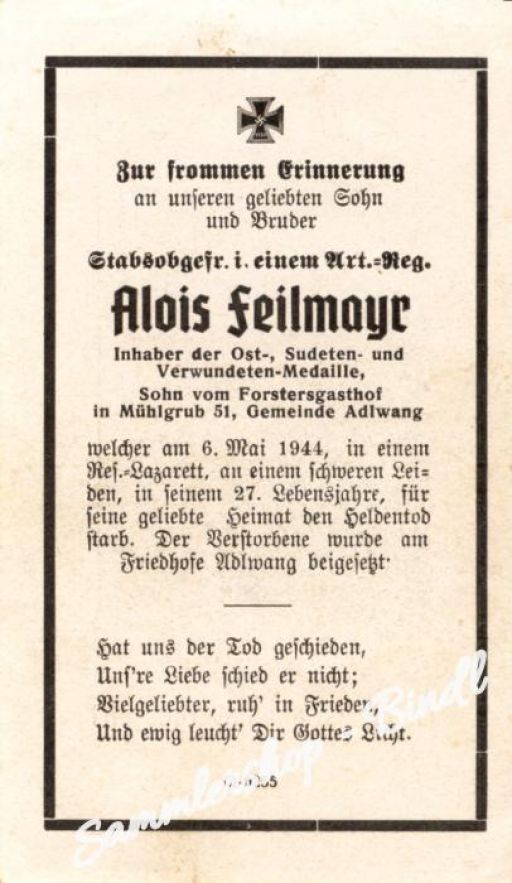 Zur frommen Erinnerung
an unseren geliebten Sohn
und Bruder
Stabsobgefr. i. einem Art.=Reg.
Alois Feilmayr
Inhaber der Ost-, Sudeten- und
Verwundeten-Medaille,
Sohn vom Forstersgasthof
in Mühlgrub 51, Gemeinde Adlwang
welcher am 6. Mai 1944, in einem
Res.=Lazarett, an einem schweren Lei=
den, in seinem 27. Lebensjahre, für
seine geliebte Heimat den Heldentod
starb. Der Verstorbene wurde am
Friedhofe Adlwang beigesetzt.
Hat uns der Tod geschieden,
Uns're Liebe schied er nicht;
Vielgeliebter, ruh' in Frieden,
Und ewig leucht' Dir Gottes Licht.
Sammlershop - Bindl